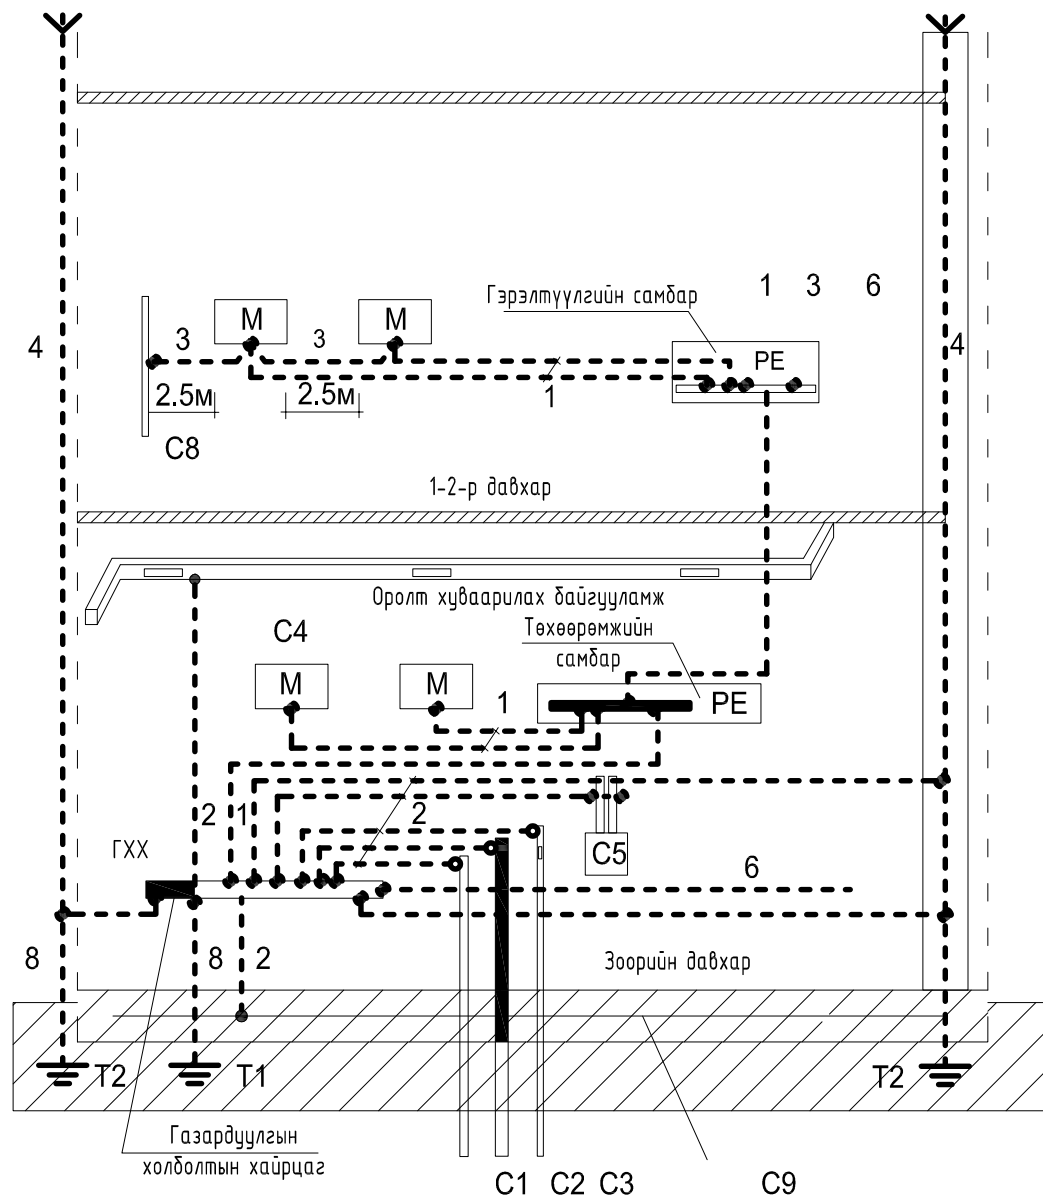 1 3 6
Гэрэлтүүлгийн самбар
4
M
M
3
3
PE
4
2.5м
2.5м
1
C8
1-2-р давхар
Оролт хуваарилах байгууламж
C4
Төхөөрөмжийн
самбар
M
M
1
PE
2
1
2
ГХХ
C5
6
8
8
2
Зоорийн давхар
T2
T1
T2
Газардуулгын
холболтын хайрцаг
C1 C2 C3
C9